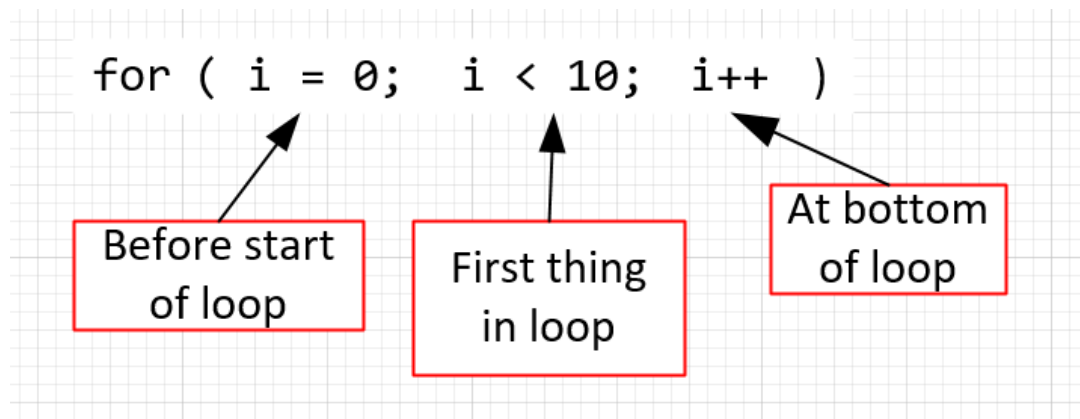 for ( i = 0; i < 10; i++ )
Before start
of loop
First thing
in loop
At bottom
of loop